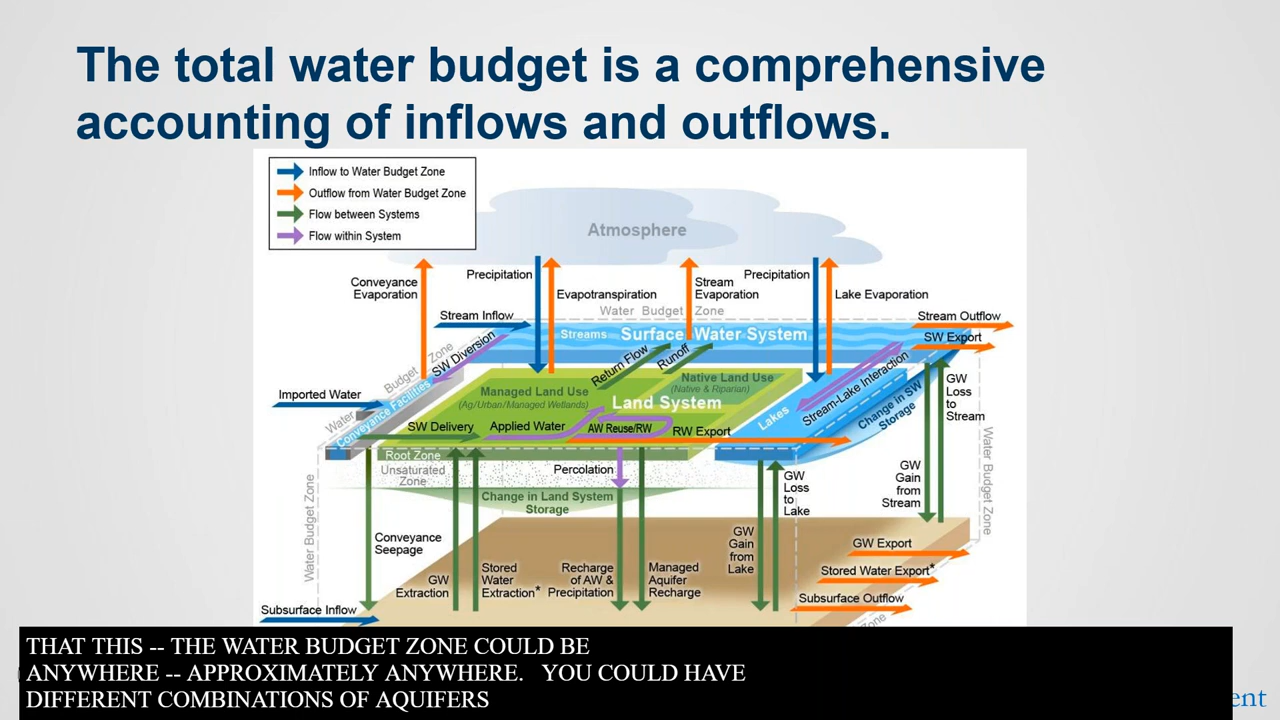 The total water budget is a comprehensive
accounting of inflows and outflows.
Inflow to Water Budget Zone
Outflow from Water Budget Zone
Flow between Systems
Flow within System
Atmosphere
Conveyance
Evaporation
Precipitation
Evapotranspiration
Stream
Evaporation
Precipitation
Lake Evaporation
Water Budget Zone
Stream Inflow
Stream Outflow
SW Diversion
Streams
Surface Water System
SW Export
Budget Zone
Return Flow
Runoff
Stream-Lake Interaction
Imported Water
Water
Conveyance Facilities
Managed Land Use
(Ag/Urban/Managed Wetlands)
Native Land Use
(Native & Riparian)
Land System
Lakes
Change in SW
Storage
GW
Loss
to
Stream
SW Delivery
Applied Water
AW Reuse/RW
RW Export
Root Zone
Unsaturated
Zone
Percolation
Change in Land System
Storage
GW
Loss
to
Lake
GW
Gain
from
Stream
Water Budget Zone
Water Budget Zone
Conveyance
Seepage
GW
Extraction
Stored
Water
Extraction*
Recharge
of AW &
Precipitation
Managed
Aquifer
Recharge
GW
Gain
from
Lake
GW Export
Stored Water Export*
Subsurface Outflow
Subsurface Inflow
Zone
THAT THIS -- THE WATER BUDGET ZONE COULD BE
ANYWHERE -- APPROXIMATELY ANYWHERE. YOU COULD HAVE
DIFFERENT COMBINATIONS OF AQUIFERS
ent